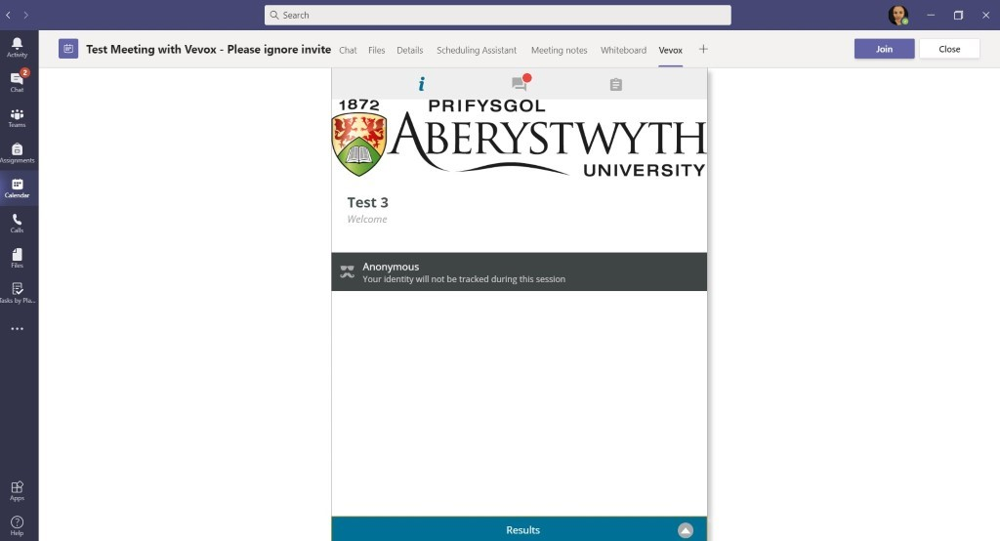 Search
Activity
2
Chat
Teams
Assignments
Calendar
Calls
Files
Tasks by Pla...
Apps
Help
Test Meeting with Vevox - Please ignore invite
Chat Files Details Scheduling Assistant Meeting notes Whiteboard Vevox
Join Close
1872 PRIFYSGOL
ABERYSTWYTH
UNIVERSITY
Test 3
Welcome
Anonymous
Your identity will not be tracked during this session
Results